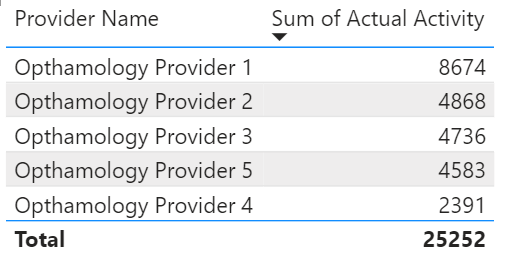 Provider Name Sum of Actual Activity
Opthamology Provider 1 8674
Opthamology Provider 2 4868
Opthamology Provider 3 4736
Opthamology Provider 5 4583
Opthamology Provider 4 2391
Total 25252